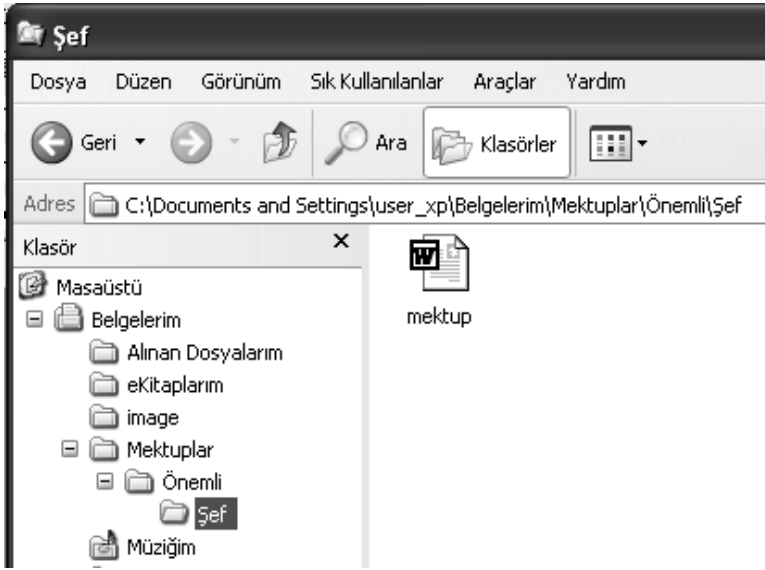 Şef
Dosya Düzen Görünüm Sık Kullanılanlar Araçlar Yardım
Geri Ara Klasörler
Adres C:\Documents and Settings\user_xp\Belgelerim\Mektuplar\Önemli\Şef
Klasör
Masaüstü
Belgelerim
Alınan Dosyalarım
eKitaplarım
image
Mektuplar
Önemli
Şef
Müziğim
mektup